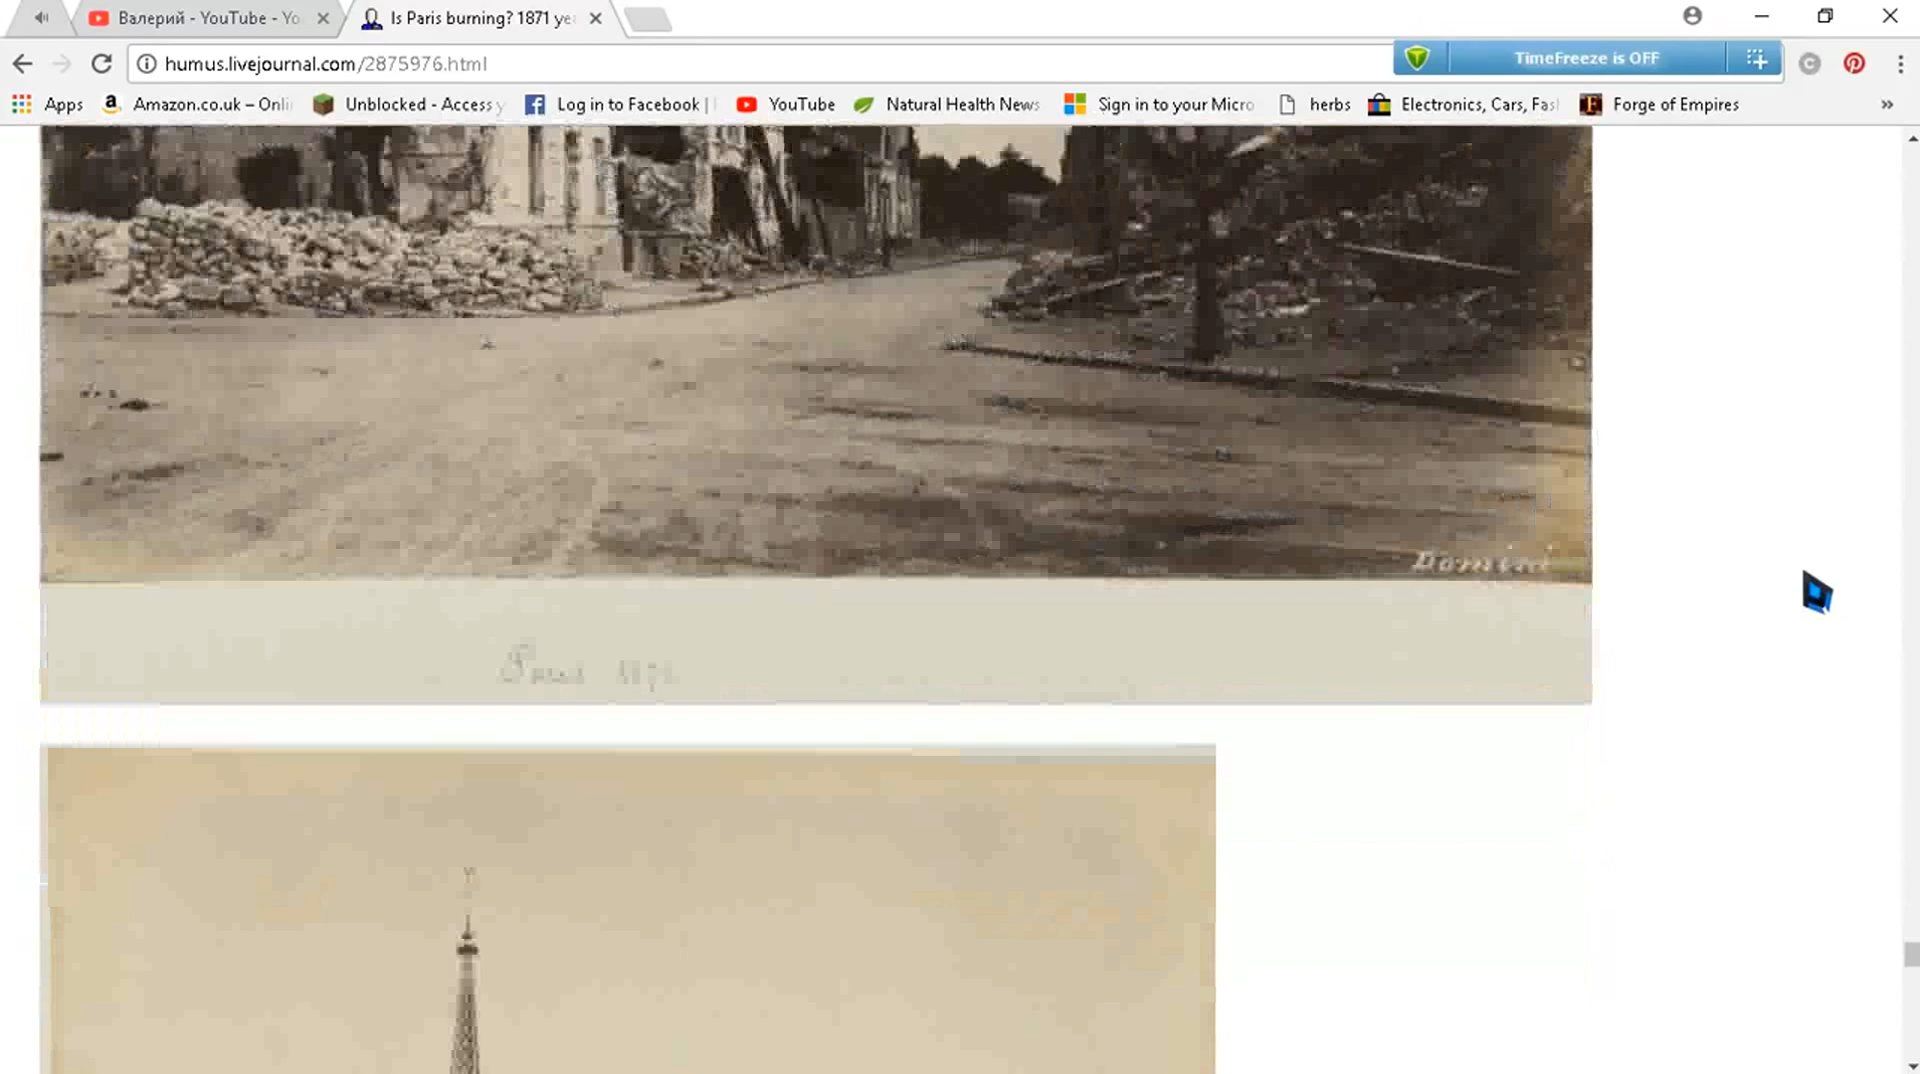 Валерий - YouTube - Yo
Is Paris burning? 1871 ye
humus.livejournal.com/2875976.html
TimeFreeze is OFF
Apps
Amazon.co.uk – Onli
Unblocked - Access y
Log in to Facebook |
YouTube
Natural Health News
Sign in to your Micro
herbs
Electronics, Cars, Fas
Forge of Empires